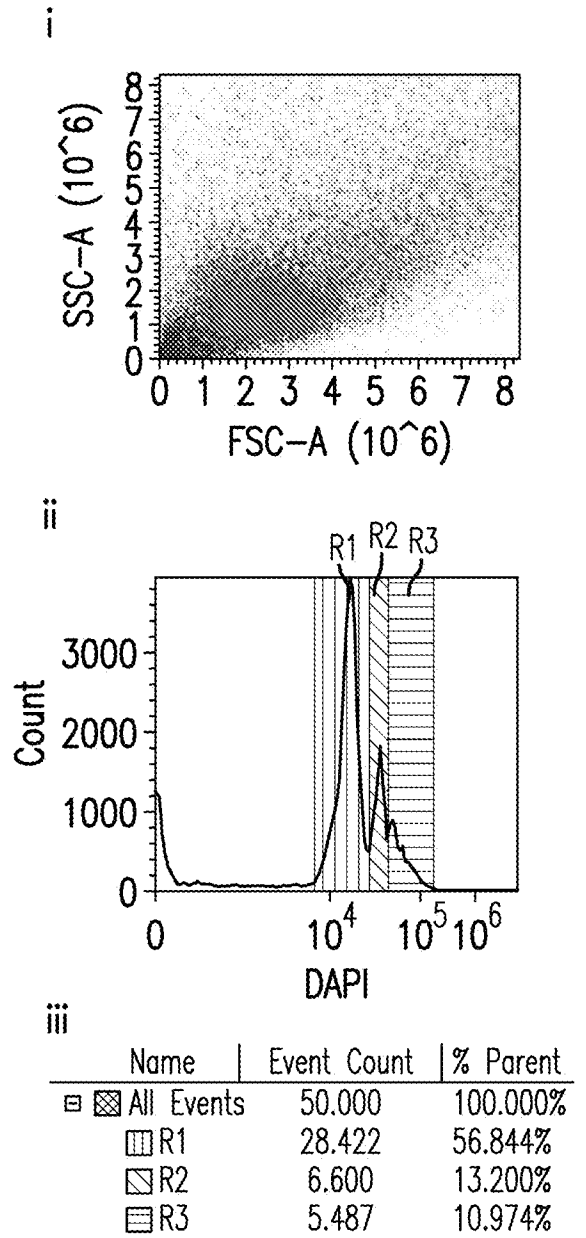 i
SSC-A (10^6)
8
7
6
5
4
3
2
1
0
0 1 2 3 4 5 6 7 8
FSC-A (10^6)
ii
R1 R2 R3
Count
3000
2000
1000
0
0 10^4 10^5 10^6
DAPI
iii
Name Event Count % Parent
All Events 50.000 100.000%
R1 28.422 56.844%
R2 6.600 13.200%
R3 5.487 10.974%